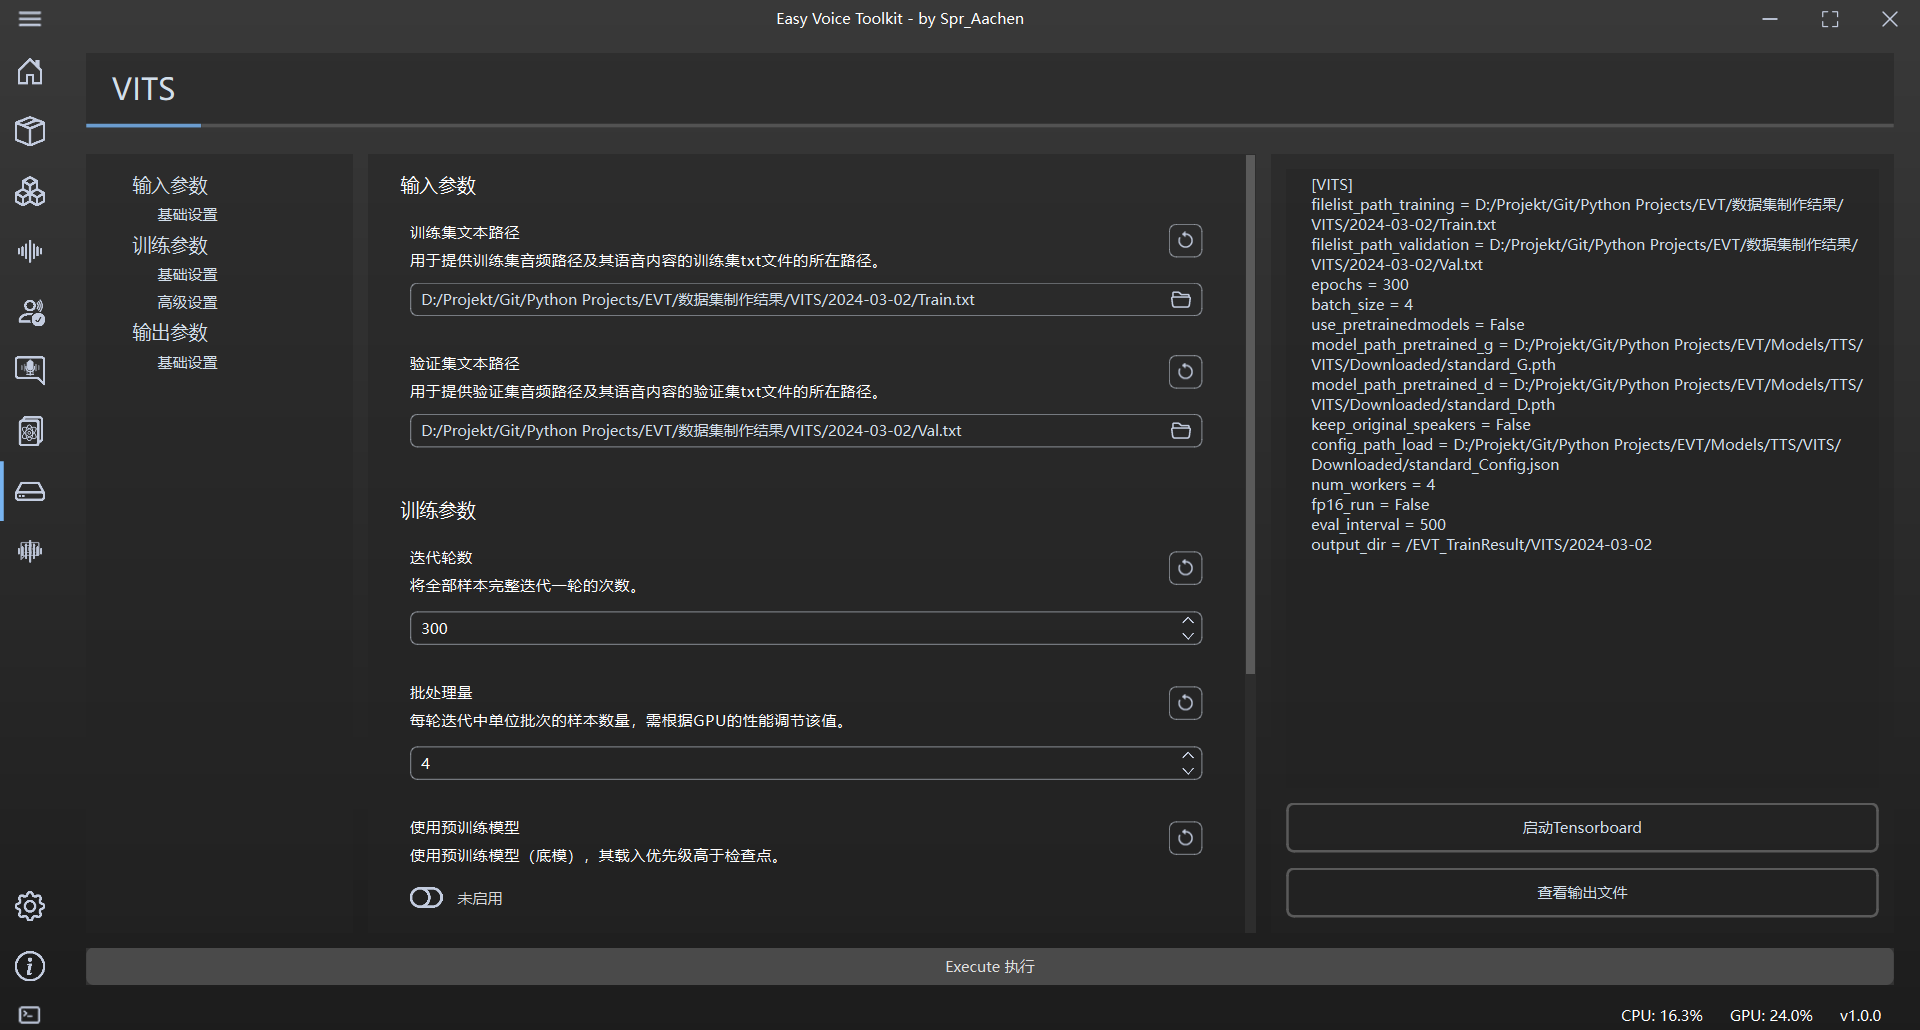 Easy Voice Toolkit - by Spr_Aachen
VITS
输入参数
基础设置
训练参数
基础设置
高级设置
输出参数
基础设置
输入参数
训练集文本路径
用于提供训练集音频路径及其语音内容的训练集txt文件的所在路径。
D:/Projekt/Git/Python Projects/EVT/数据集制作结果/VITS/2024-03-02/Train.txt
验证集文本路径
用于提供验证集音频路径及其语音内容的验证集txt文件的所在路径。
D:/Projekt/Git/Python Projects/EVT/数据集制作结果/VITS/2024-03-02/Val.txt
训练参数
迭代轮数
将全部样本完整迭代一轮的次数。
300
批处理量
每轮迭代中单位批次的样本数量，需根据GPU的性能调节该值。
4
使用预训练模型
使用预训练模型（底模），其载入优先级高于检查点。
未启用
[VITS]
filelist_path_training = D:/Projekt/Git/Python Projects/EVT/数据集制作结果/
VITS/2024-03-02/Train.txt
filelist_path_validation = D:/Projekt/Git/Python Projects/EVT/数据集制作结果/
VITS/2024-03-02/Val.txt
epochs = 300
batch_size = 4
use_pretrainedmodels = False
model_path_pretrained_g = D:/Projekt/Git/Python Projects/EVT/Models/TTS/
VITS/Downloaded/standard_G.pth
model_path_pretrained_d = D:/Projekt/Git/Python Projects/EVT/Models/TTS/
VITS/Downloaded/standard_D.pth
keep_original_speakers = False
config_path_load = D:/Projekt/Git/Python Projects/EVT/Models/TTS/VITS/
Downloaded/standard_Config.json
num_workers = 4
fp16_run = False
eval_interval = 500
output_dir = /EVT_TrainResult/VITS/2024-03-02
启动Tensorboard
查看输出文件
Execute 执行
CPU: 16.3%
GPU: 24.0%
v1.0.0